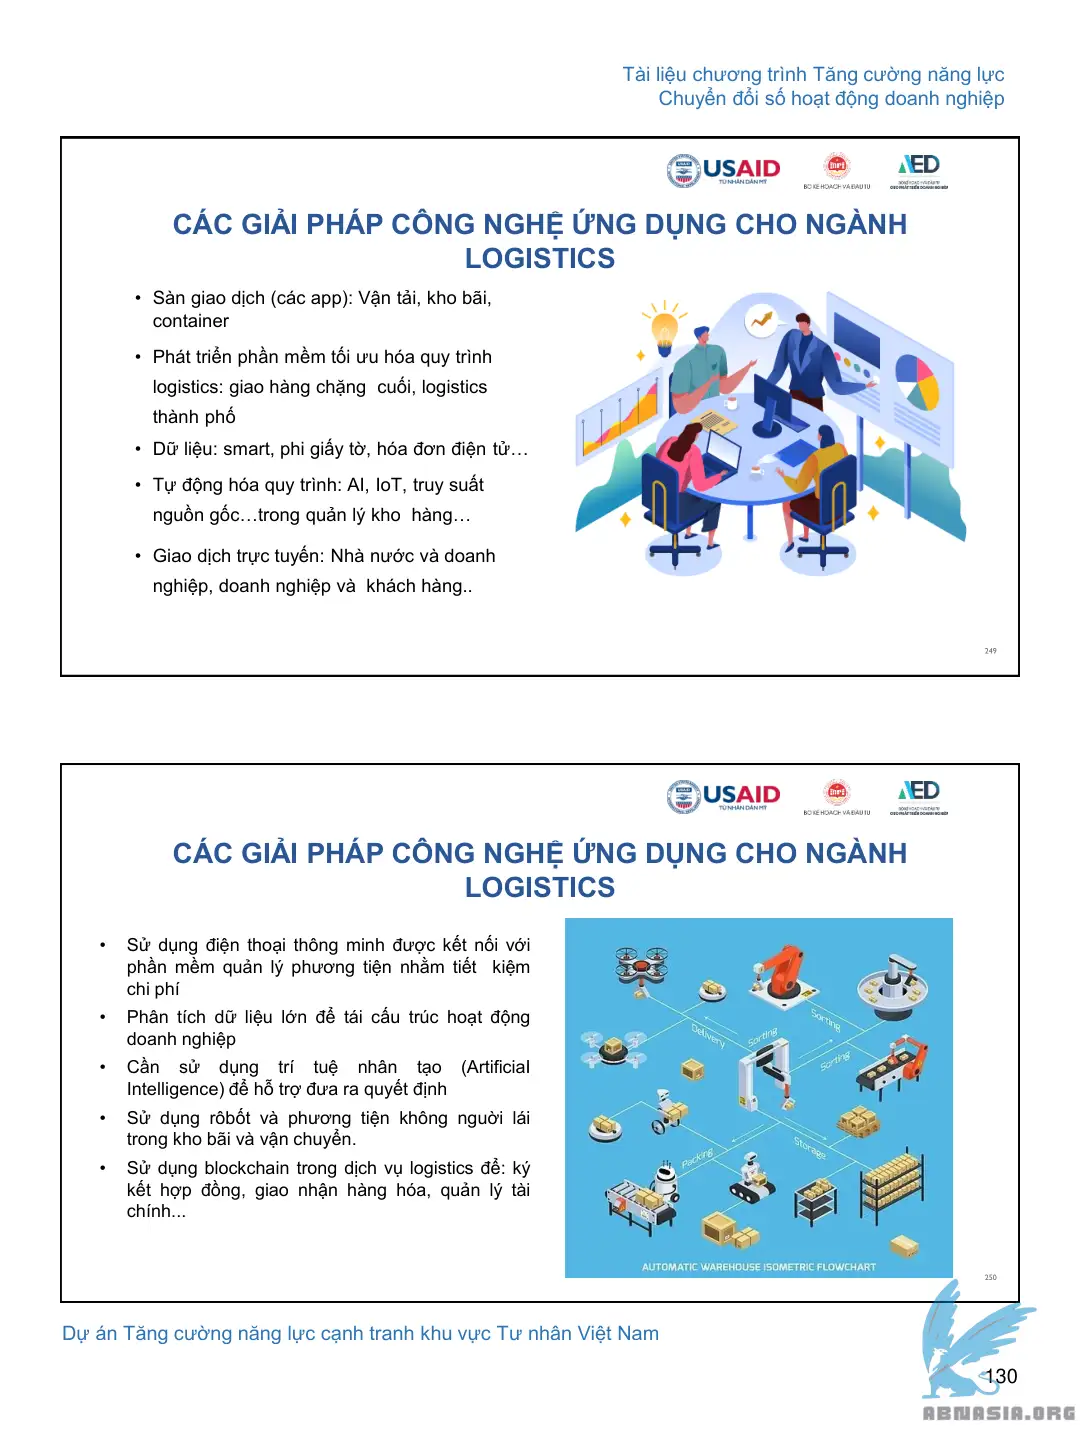 Tài liệu chương trình Tăng cường năng lực
Chuyển đổi số hoạt động doanh nghiệp
USAID
TỪ NHÂN DÂN MỸ
BỘ KẾ HOẠCH VÀ ĐẦU TƯ
AED
CÁC GIẢI PHÁP CÔNG NGHỆ ỨNG DỤNG CHO NGÀNH
LOGISTICS
• Sàn giao dịch (các app): Vận tải, kho bãi,
container
• Phát triển phần mềm tối ưu hóa quy trình
logistics: giao hàng chặng cuối, logistics
thành phố
• Dữ liệu: smart, phi giấy tờ, hóa đơn điện tử…
• Tự động hóa quy trình: AI, IoT, truy suất
nguồn gốc…trong quản lý kho hàng…
• Giao dịch trực tuyến: Nhà nước và doanh
nghiệp, doanh nghiệp và khách hàng..
249
USAID
TỪ NHÂN DÂN MỸ
BỘ KẾ HOẠCH VÀ ĐẦU TƯ
AED
CÁC GIẢI PHÁP CÔNG NGHỆ ỨNG DỤNG CHO NGÀNH
LOGISTICS
• Sử dụng điện thoại thông minh được kết nối với
phần mềm quản lý phương tiện nhằm tiết kiệm
chi phí
• Phân tích dữ liệu lớn để tái cấu trúc hoạt động
doanh nghiệp
• Cần sử dụng trí tuệ nhân tạo (Artificial
Intelligence) để hỗ trợ đưa ra quyết định
• Sử dụng rôbốt và phương tiện không người lái
trong kho bãi và vận chuyển.
• Sử dụng blockchain trong dịch vụ logistics để: ký
kết hợp đồng, giao nhận hàng hóa, quản lý tài
chính...
Delivery
Sorting
Sorting
Sorting
Packing
Storage
AUTOMATIC WAREHOUSE ISOMETRIC FLOWCHART
250
Dự án Tăng cường năng lực cạnh tranh khu vực Tư nhân Việt Nam
130
ABNASIA.ORG